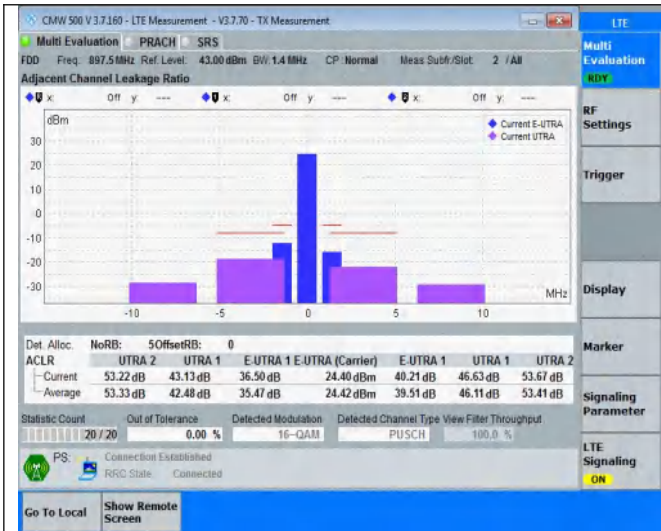 CMW 500 V 3.7.160 - LTE Measurement - V3.7.70 - TX Measurement
LTE
Multi Evaluation PRACH SRS
Multi
Evaluation
RDY
FDD Freq.: 897.5 MHz Ref. Level: 43.00 dBm BW: 1.4 MHz CP: Normal Meas Subfr./Slot: 2 / All
Adjacent Channel Leakage Ratio
x: Off y: --- x: Off y: --- x: Off y: ---
dBm
Current E-UTRA
Current UTRA
30
20
10
0
-10
-20
-30
MHz
-10 -5 0 5 10
RF
Settings
Trigger
Display
Marker
Signaling
Parameter
LTE
Signaling
ON
Det. Alloc. NoRB: 5 OffsetRB: 0
ACLR UTRA 2 UTRA 1 E-UTRA 1 E-UTRA (Carrier) E-UTRA 1 UTRA 1 UTRA 2
Current 53.22 dB 43.13 dB 36.50 dB 24.40 dBm 40.21 dB 46.63 dB 53.67 dB
Average 53.33 dB 42.48 dB 35.47 dB 24.42 dBm 39.51 dB 46.11 dB 53.41 dB
Statistic Count Out of Tolerance Detected Modulation Detected Channel Type View Filter Throughput
20 / 20 0.00 % 16-QAM PUSCH 100.0 %
PS: Connection Established
RRC State: Connected
Go To Local
Show Remote
Screen